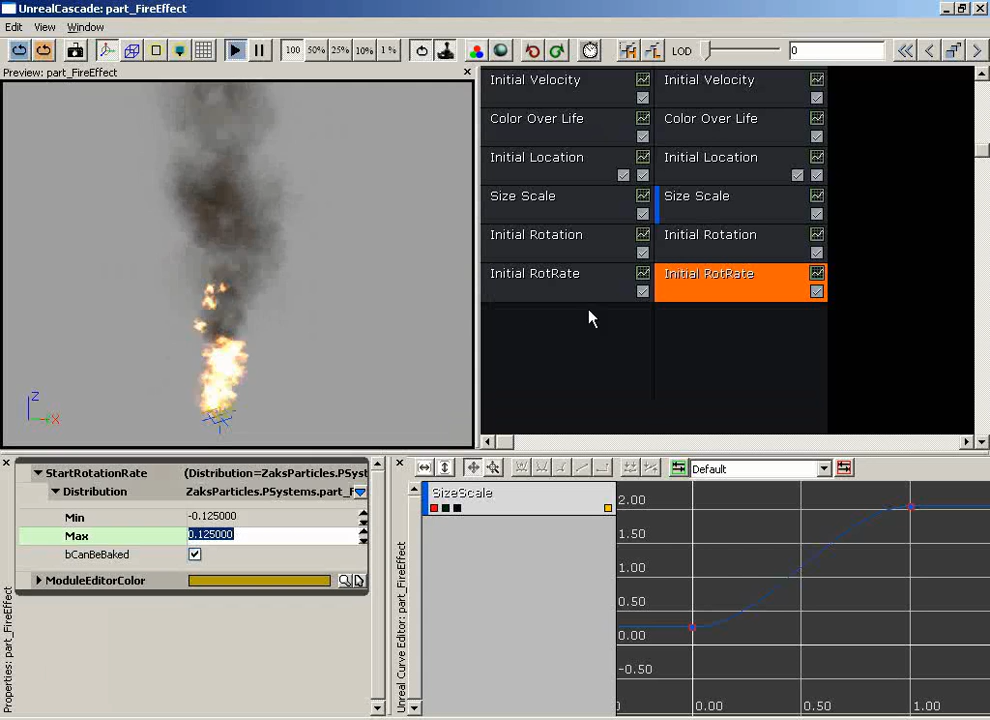 UnrealCascade: part_FireEffect
Edit View Window
100 50% 25% 10% 1 % LOD 0
Preview: part_FireEffect
Initial Velocity Initial Velocity
Color Over Life Color Over Life
Initial Location Initial Location
Size Scale Size Scale
Initial Rotation Initial Rotation
Initial RotRate Initial RotRate
Z
X
Properties: part_FireEffect
StartRotationRate (Distribution=ZaksParticles.PSyst
Distribution ZaksParticles.PSystems.part_F
Min -0.125000
Max 0.125000
bCanBeBaked
ModuleEditorColor
Unreal Curve Editor: part_FireEffect
Default
SizeScale
2.00
1.50
1.00
0.50
0.00
-0.50
0.00 0.50 1.00